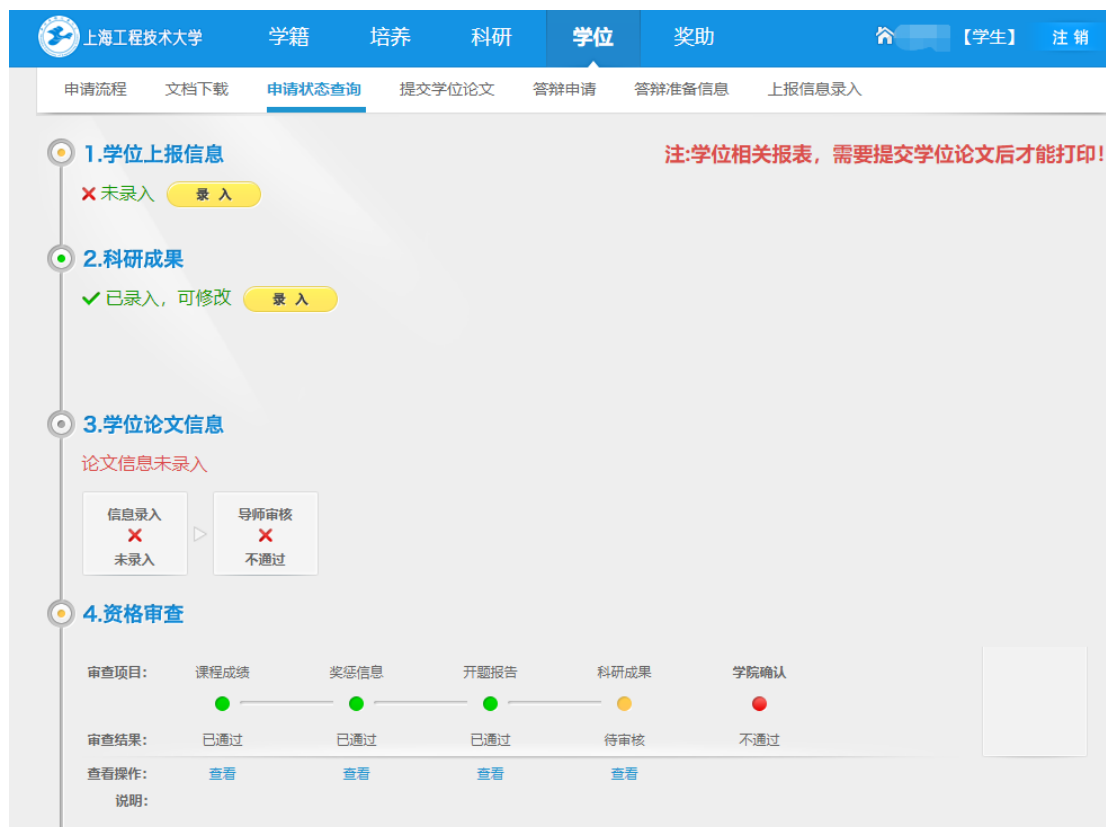 上海工程技术大学 学籍 培养 科研 学位 奖助 【学生】 注 销
申请流程 文档下载 申请状态查询 提交学位论文 答辩申请 答辩准备信息 上报信息录入
1.学位上报信息 注:学位相关报表，需要提交学位论文后才能打印!
未录入 录 入
2.科研成果
已录入，可修改 录 入
3.学位论文信息
论文信息未录入
信息录入 导师审核
未录入 不通过
4.资格审查
审查项目: 课程成绩 奖惩信息 开题报告 科研成果 学院确认
审查结果: 已通过 已通过 已通过 待审核 不通过
查看操作: 查看 查看 查看 查看
说明: